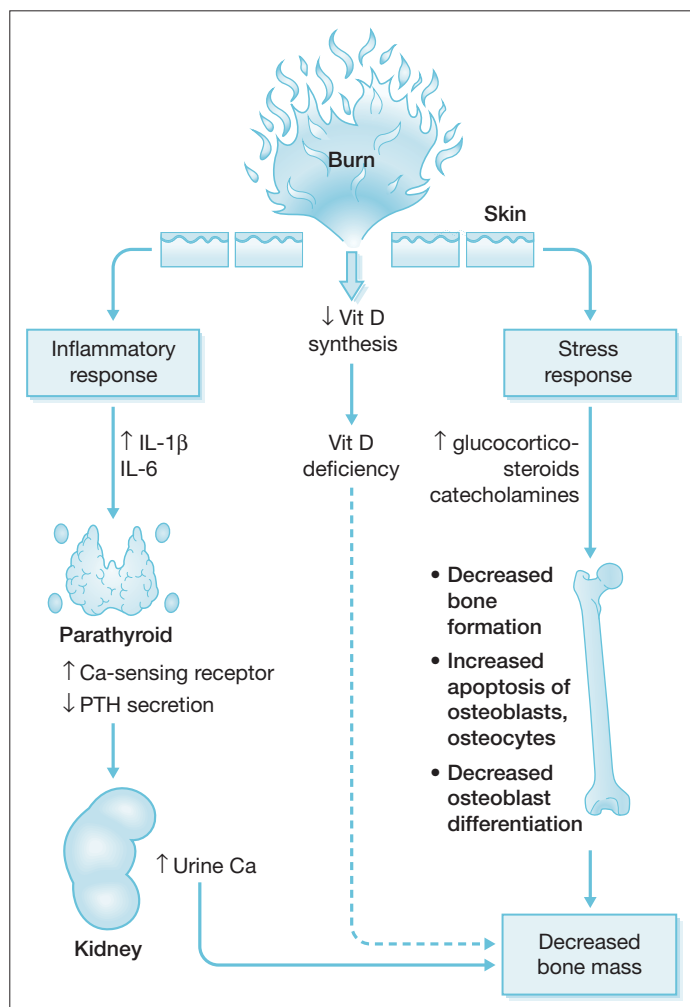 Burn
Skin
Inflammatory
response
↑ IL-1β
IL-6
Parathyroid
↑ Ca-sensing receptor
↓ PTH secretion
Kidney
↑ Urine Ca
↓ Vit D
synthesis
Vit D
deficiency
Stress
response
↑ glucocortico-
steroids
catecholamines
• Decreased
bone
formation
• Increased
apoptosis of
osteoblasts,
osteocytes
• Decreased
osteoblast
differentiation
Decreased
bone mass